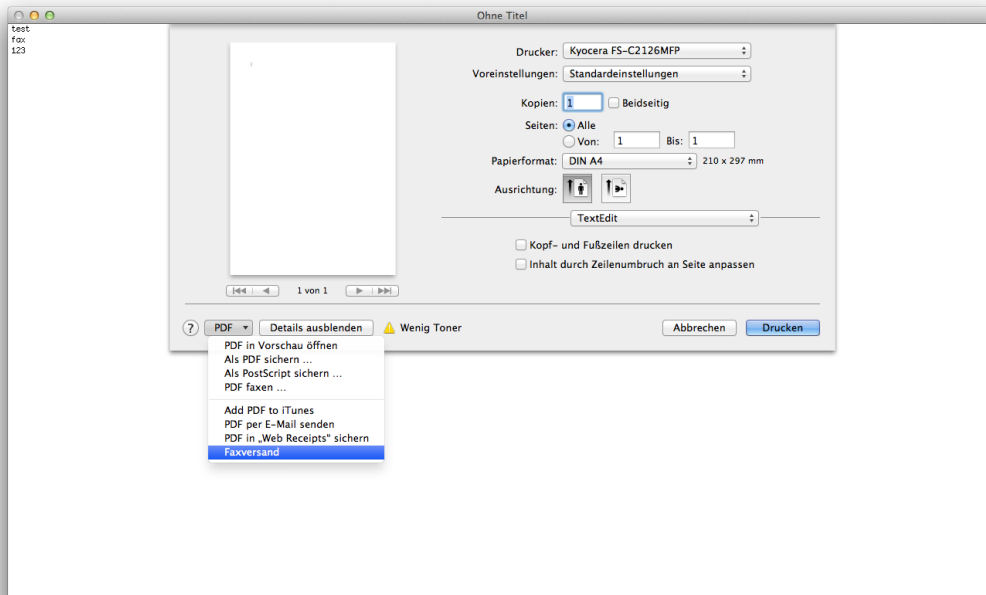 Ohne Titel
test
fax
123
Drucker: Kyocera FS-C2126MFP
Voreinstellungen: Standardeinstellungen
Kopien: 1 Beidseitig
Seiten: Alle
Von: 1 Bis: 1
Papierformat: DIN A4 210 x 297 mm
Ausrichtung:
TextEdit
Kopf- und Fußzeilen drucken
Inhalt durch Zeilenumbruch an Seite anpassen
1 von 1
? PDF Details ausblenden Wenig Toner Abbrechen Drucken
PDF in Vorschau öffnen
Als PDF sichern ...
Als PostScript sichern ...
PDF faxen ...
Add PDF to iTunes
PDF per E-Mail senden
PDF in „Web Receipts" sichern
Faxversand